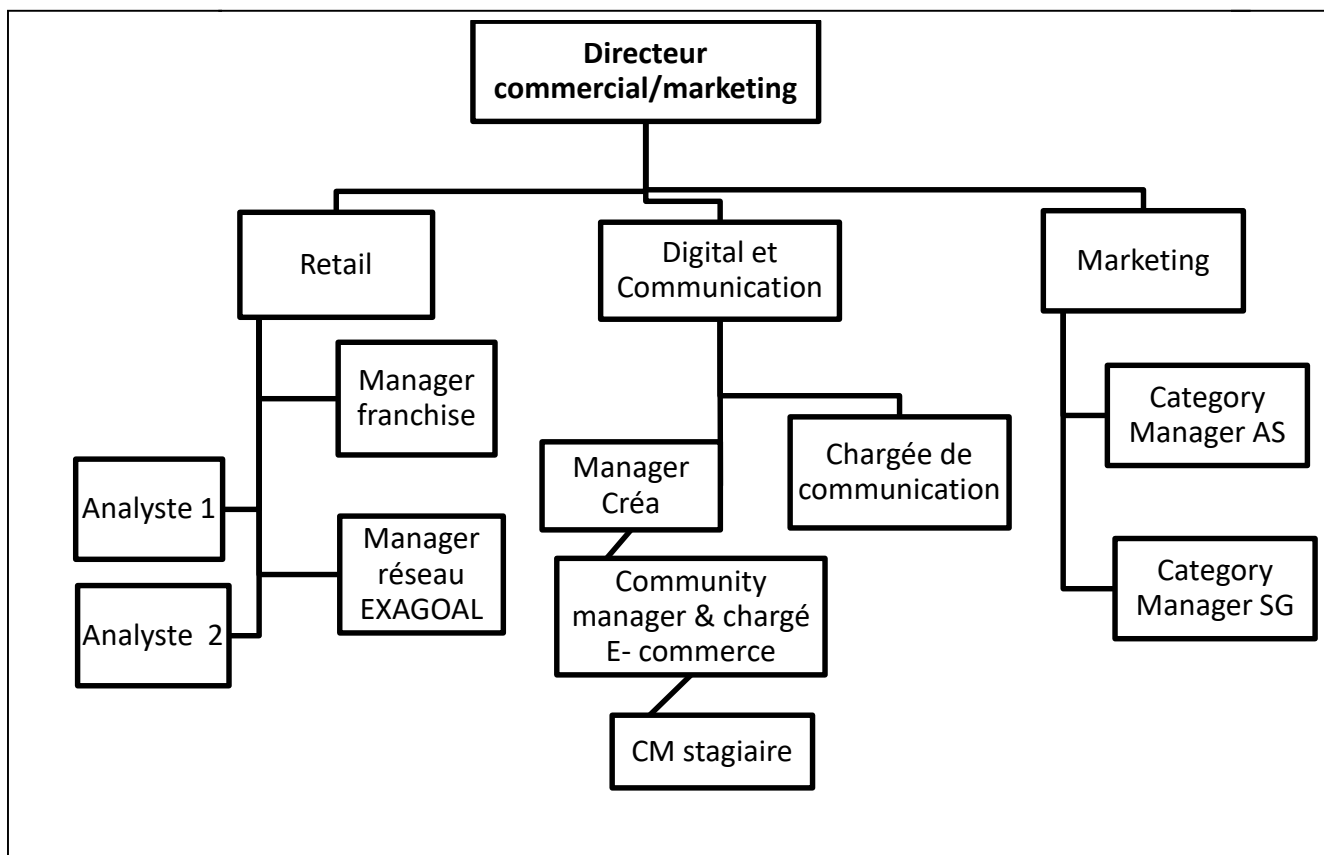 Directeur
commercial/marketing
Retail
Digital et
Communication
Marketing
Manager
franchise
Analyste 1
Manager
réseau
EXAGOAL
Analyste  2
Manager
Créa
Chargée de
communication
Community
manager & chargé
E- commerce
CM stagiaire
Category
Manager AS
Category
Manager SG